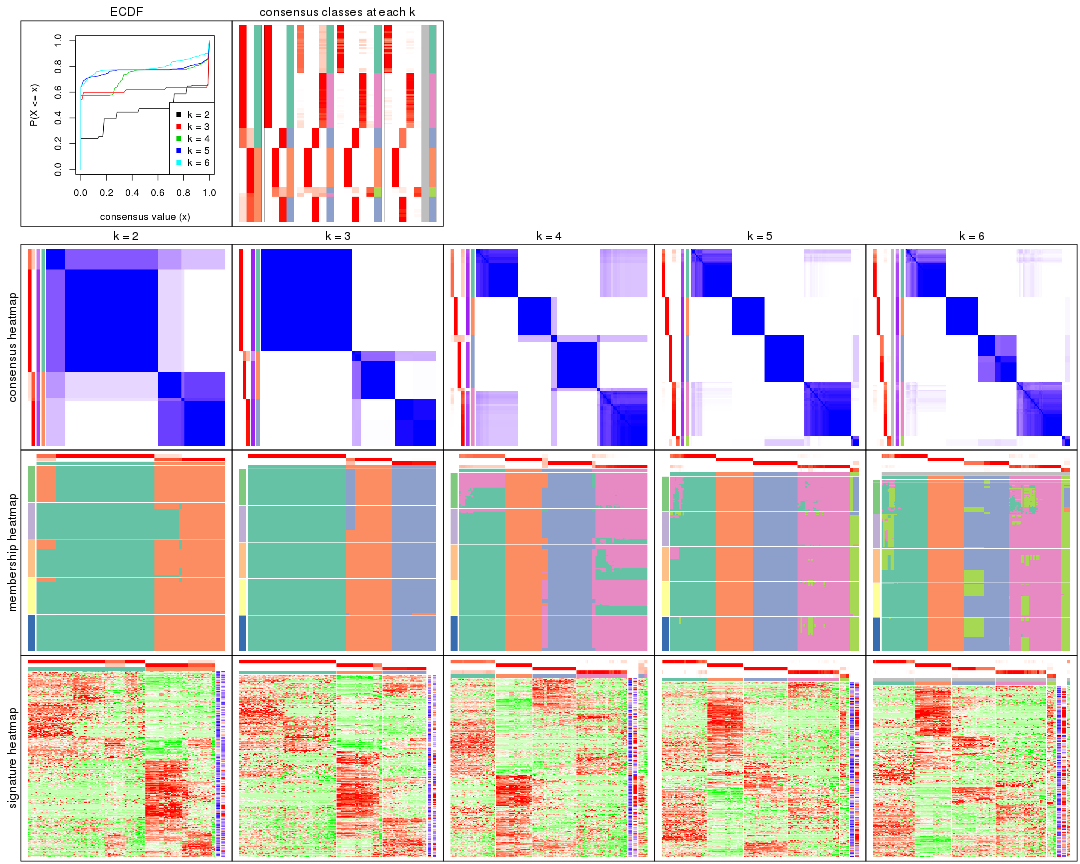 ECDF
consensus classes at each k
P(X <= x)
0.0 0.2 0.4 0.6 0.8 1.0
k = 2
k = 3
k = 4
k = 5
k = 6
0.0 0.2 0.4 0.6 0.8 1.0
consensus value (x)
k = 2
k = 3
k = 4
k = 5
k = 6
consensus heatmap
membership heatmap
signature heatmap